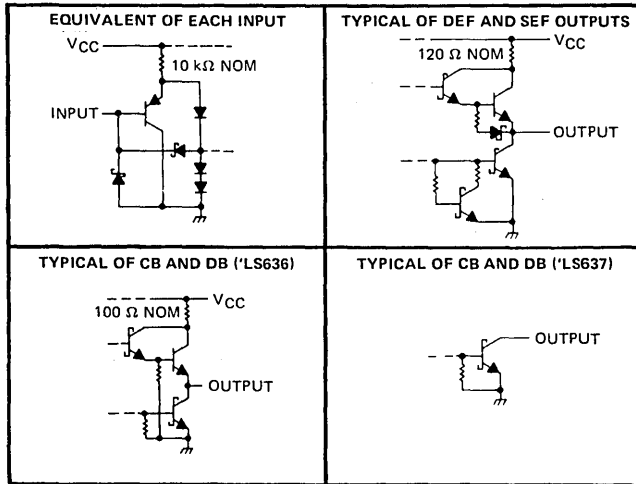 EQUIVALENT OF EACH INPUT
VCC
10 kΩ NOM
INPUT
TYPICAL OF DEF AND SEF OUTPUTS
VCC
120 Ω NOM
OUTPUT
TYPICAL OF CB AND DB ('LS636)
VCC
100 Ω NOM
OUTPUT
TYPICAL OF CB AND DB ('LS637)
OUTPUT